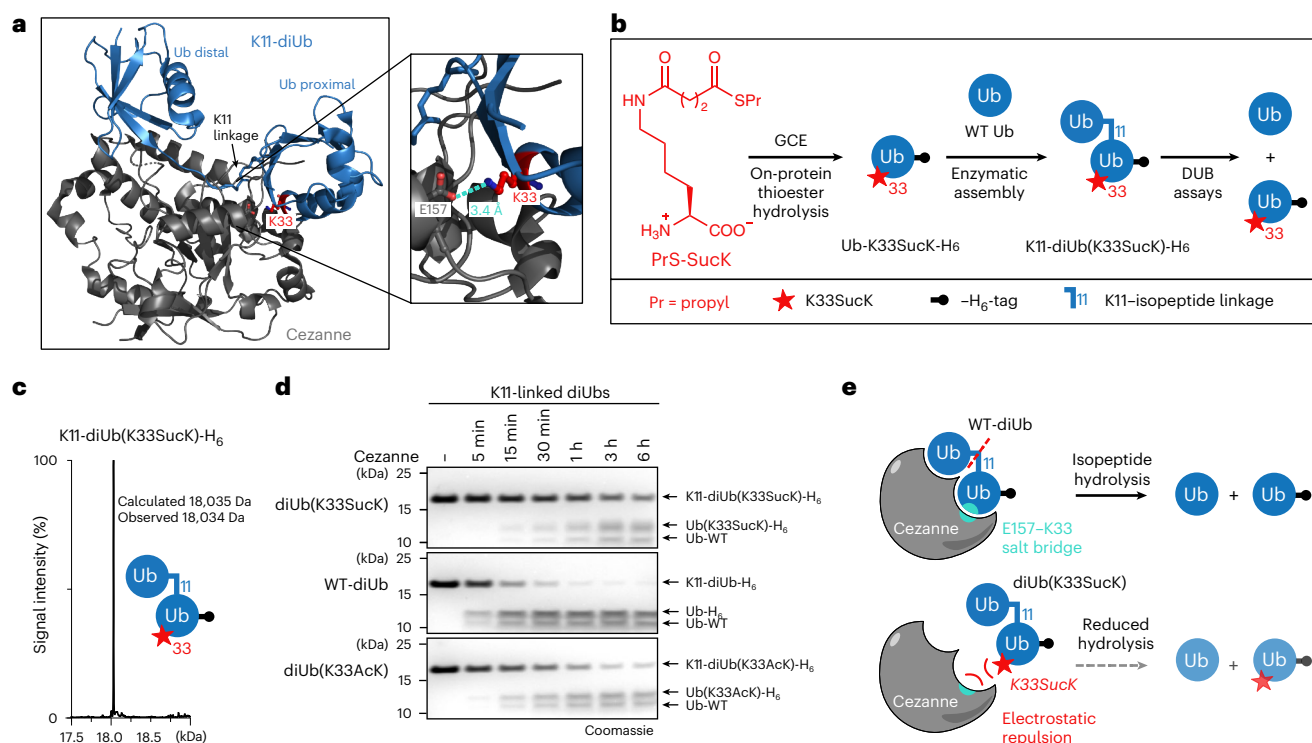 a
K11-diUb
Ub distal
Ub proximal
K11
linkage
K33
Cezanne
E157
3.4 Å
K33
b
O
O
HN
( )2
SPr
H3N+
COO−
PrS-SucK
GCE
On-protein
thioester
hydrolysis
Ub
33
Ub-K33SucK-H6
Ub
WT Ub
Enzymatic
assembly
Ub
11
Ub
33
K11-diUb(K33SucK)-H6
DUB
assays
Ub
+
Ub
33
Pr = propyl
K33SucK
–H6-tag
11
K11–isopeptide linkage
c
K11-diUb(K33SucK)-H6
100
Calculated 18,035 Da
Observed 18,034 Da
Signal intensity (%)
Ub
11
Ub
33
0
17.5 18.0 18.5 (kDa)
d
K11-linked diUbs
Cezanne – 5 min 15 min 30 min 1 h 3 h 6 h
(kDa) 25
diUb(K33SucK)
15
10
K11-diUb(K33SucK)-H6
Ub(K33SucK)-H6
Ub-WT
(kDa) 25
WT-diUb
15
10
K11-diUb-H6
Ub-H6
Ub-WT
(kDa) 25
diUb(K33AcK)
15
10
K11-diUb(K33AcK)-H6
Ub(K33AcK)-H6
Ub-WT
Coomassie
e
WT-diUb
Ub
11
Ub
Cezanne
E157–K33
salt bridge
Isopeptide
hydrolysis
Ub + Ub
diUb(K33SucK)
Ub
11
Ub
Cezanne
K33SucK
Electrostatic
repulsion
Reduced
hydrolysis
Ub + Ub